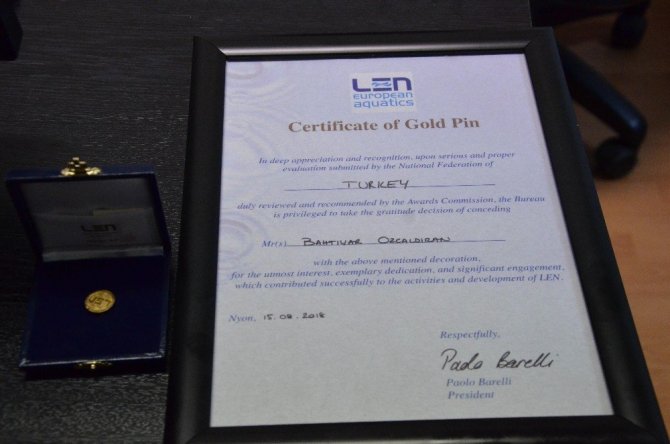 LEN
european
aquatics
Certificate of Gold Pin
In deep appreciation and recognition, upon serious and proper
evaluation submitted by the National Federation of
TURKEY
duly reviewed and recommended by the Awards Commission, the Bureau
is privileged to take the gratitude decision of conceding
Mr(s) BAHTIVAR OZCALDIRAN
with the above mentioned decoration,
for the utmost interest, exemplary dedication, and significant engagement,
which contributed successfully to the activities and development of LEN.
Nyon, 15.09.2018
Respectfully,
Paolo Barelli
Paolo Barelli
President
LEN